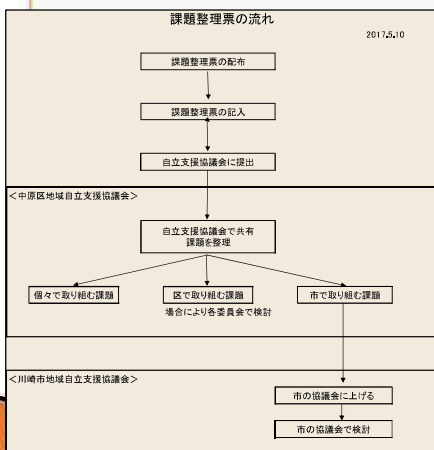 課題整理票の流れ
2017.5.10
課題整理票の配布
課題整理票の記入
自立支援協議会に提出
＜中原区地域自立支援協議会＞
自立支援協議会で共有
課題を整理
個々で取り組む課題
区で取り組む課題
市で取り組む課題
場合により各委員会で検討
＜川崎市地域自立支援協議会＞
市の協議会に上げる
市の協議会で検討